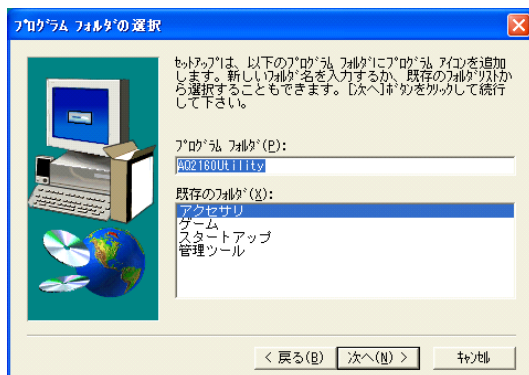 ﾌﾟﾛｸﾞﾗﾑ ﾌｫﾙﾀﾞの選択
ｾｯﾄｱｯﾌﾟは、以下のﾌﾟﾛｸﾞﾗﾑ ﾌｫﾙﾀﾞにﾌﾟﾛｸﾞﾗﾑ ｱｲｺﾝを追加
します。新しいﾌｫﾙﾀﾞ名を入力するか、既存のﾌｫﾙﾀﾞﾘｽﾄか
ら選択することもできます。[次へ]ﾎﾞﾀﾝをｸﾘｯｸして続行
して下さい。
ﾌﾟﾛｸﾞﾗﾑ ﾌｫﾙﾀﾞ(P):
AQ2160Utility
既存のﾌｫﾙﾀﾞ(X):
アクセサリ
ゲーム
スタートアップ
管理ツール
< 戻る(B) 次へ(N) > ｷｬﾝｾﾙ